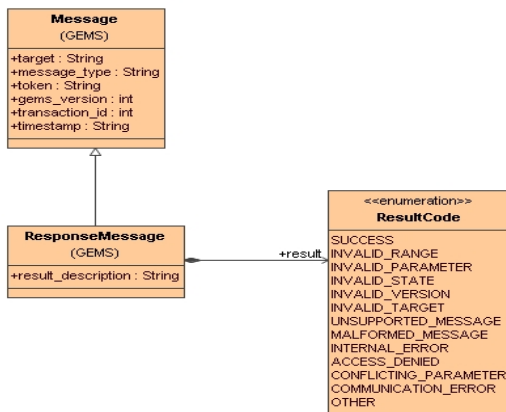 Message
(GEMS)
+target : String
+message_type : String
+token : String
+gems_version : int
+transaction_id : int
+timestamp : String
ResponseMessage
(GEMS)
+result_description : String
+result
<<enumeration>>
ResultCode
SUCCESS
INVALID_RANGE
INVALID_PARAMETER
INVALID_STATE
INVALID_VERSION
INVALID_TARGET
UNSUPPORTED_MESSAGE
MALFORMED_MESSAGE
INTERNAL_ERROR
ACCESS_DENIED
CONFLICTING_PARAMETER
COMMUNICATION_ERROR
OTHER